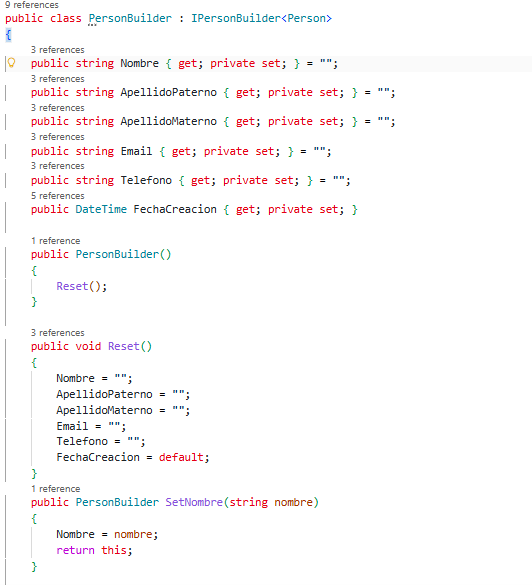 9 references
public class PersonBuilder : IPersonBuilder<Person>
{
3 references
public string Nombre { get; private set; } = "";
3 references
public string ApellidoPaterno { get; private set; } = "";
3 references
public string ApellidoMaterno { get; private set; } = "";
3 references
public string Email { get; private set; } = "";
3 references
public string Telefono { get; private set; } = "";
5 references
public DateTime FechaCreacion { get; private set; }
1 reference
public PersonBuilder()
{
Reset();
}
3 references
public void Reset()
{
Nombre = "";
ApellidoPaterno = "";
ApellidoMaterno = "";
Email = "";
Telefono = "";
FechaCreacion = default;
}
1 reference
public PersonBuilder SetNombre(string nombre)
{
Nombre = nombre;
return this;
}